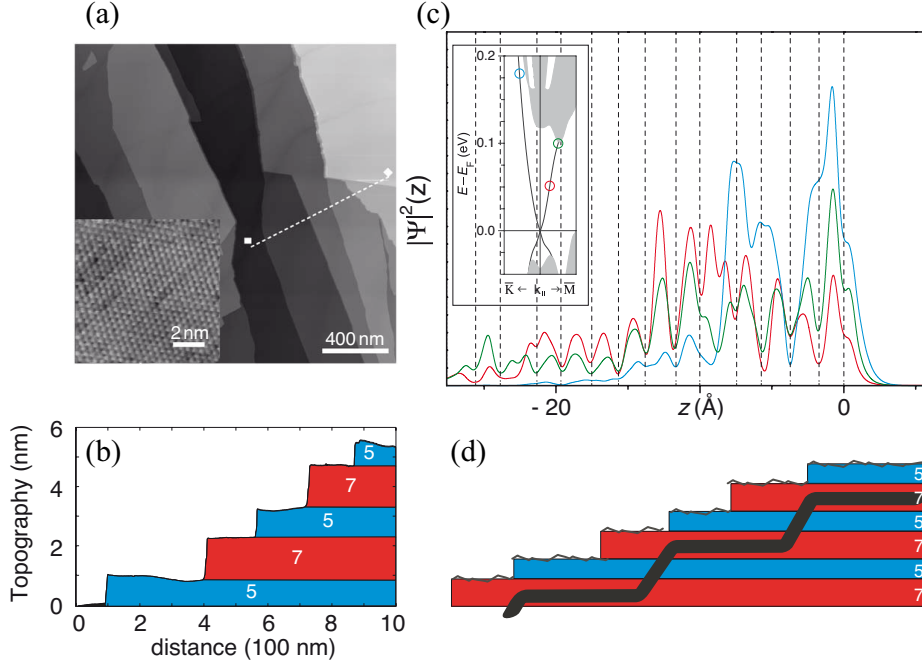 (a)
2 nm
400 nm
(b)
Topography (nm)
6
4
2
0
5
7
5
7
5
0 2 4 6 8 10
distance (100 nm)
(c)
|Ψ|²(z)
E−E_F (eV)
0.2
0.1
0.0
K̅ ← k_ǁ → M̅
- 20 z (Å) 0
(d)
5
7
5
7
5
7